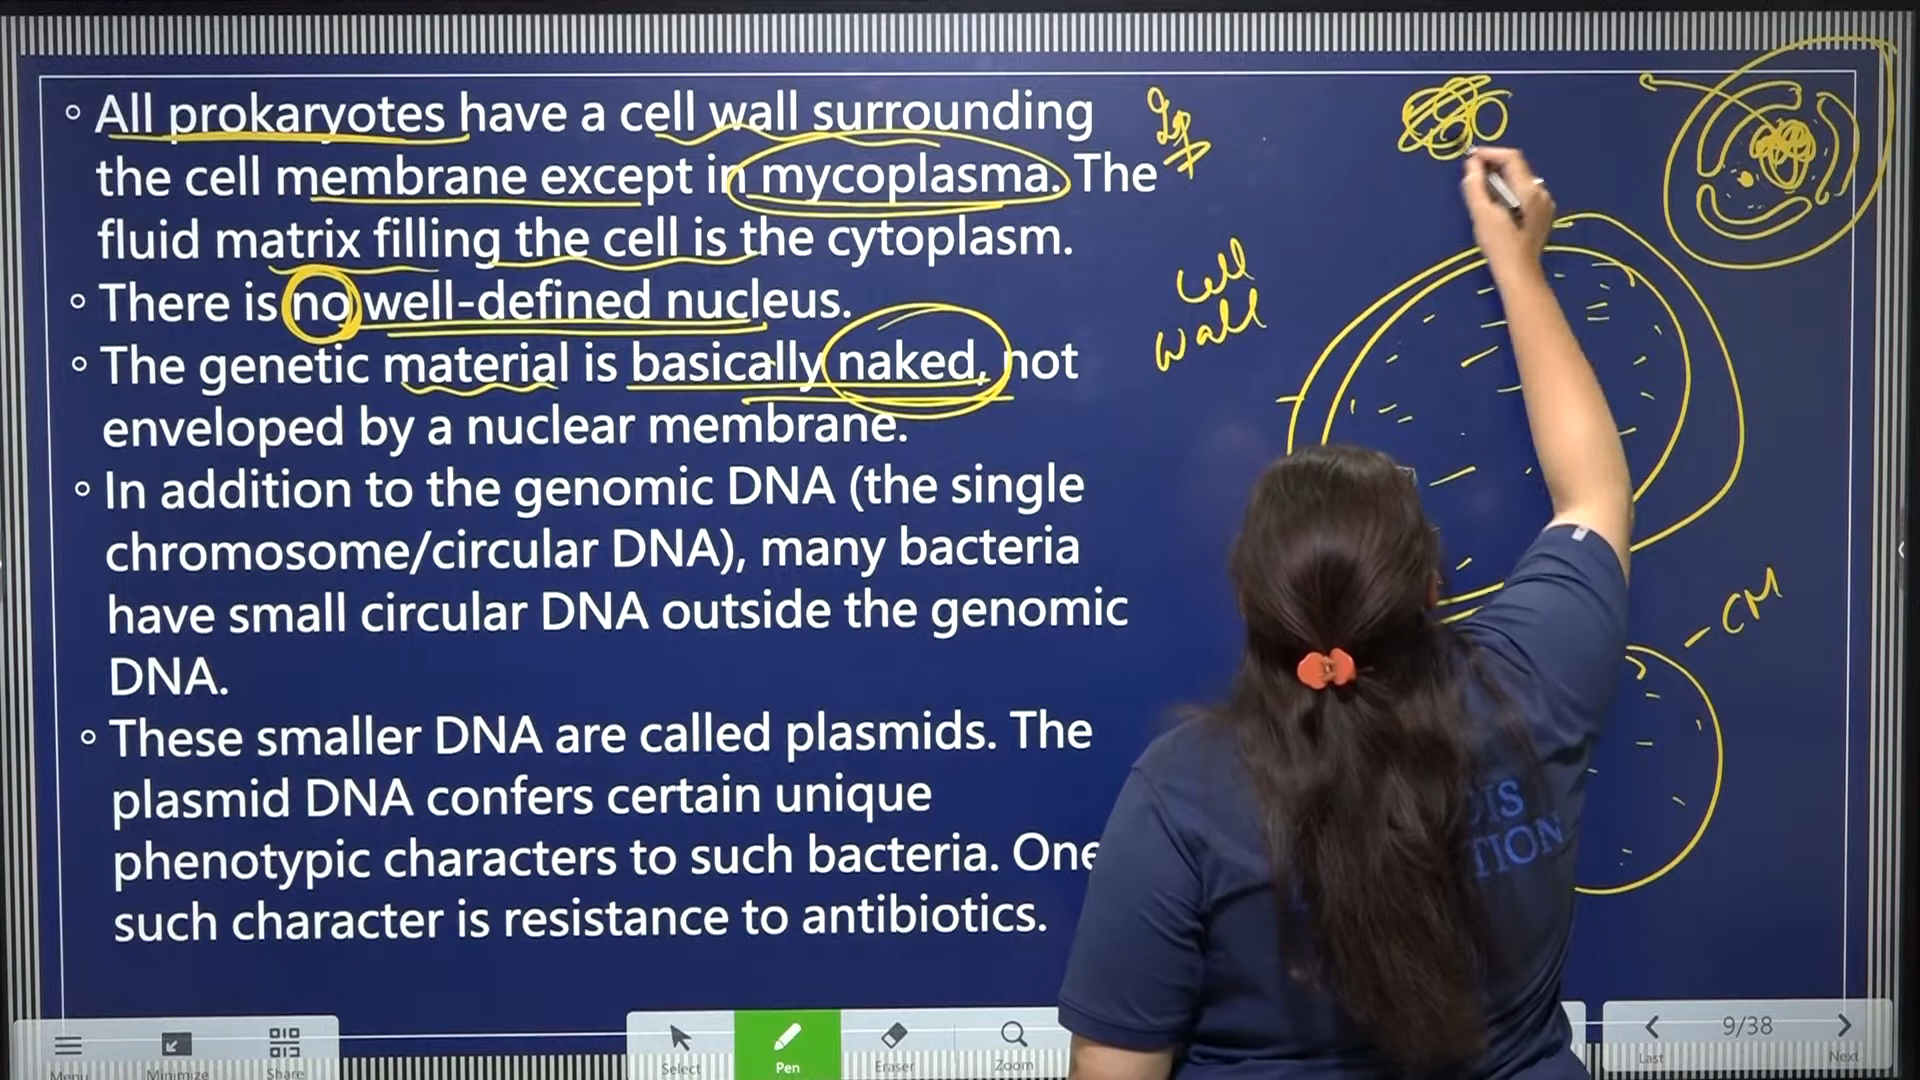 ◦ All prokaryotes have a cell wall surrounding
the cell membrane except in mycoplasma. The
fluid matrix filling the cell is the cytoplasm.
◦ There is no well-defined nucleus.
◦ The genetic material is basically naked, not
enveloped by a nuclear membrane.
◦ In addition to the genomic DNA (the single
chromosome/circular DNA), many bacteria
have small circular DNA outside the genomic
DNA.
◦ These smaller DNA are called plasmids. The
plasmid DNA confers certain unique
phenotypic characters to such bacteria. One
such character is resistance to antibiotics.
Cell
wall
- CM
CIS
TION
Menu
Minimize
Share
Select
Pen
Eraser
Zoom
9/38
Last
Next